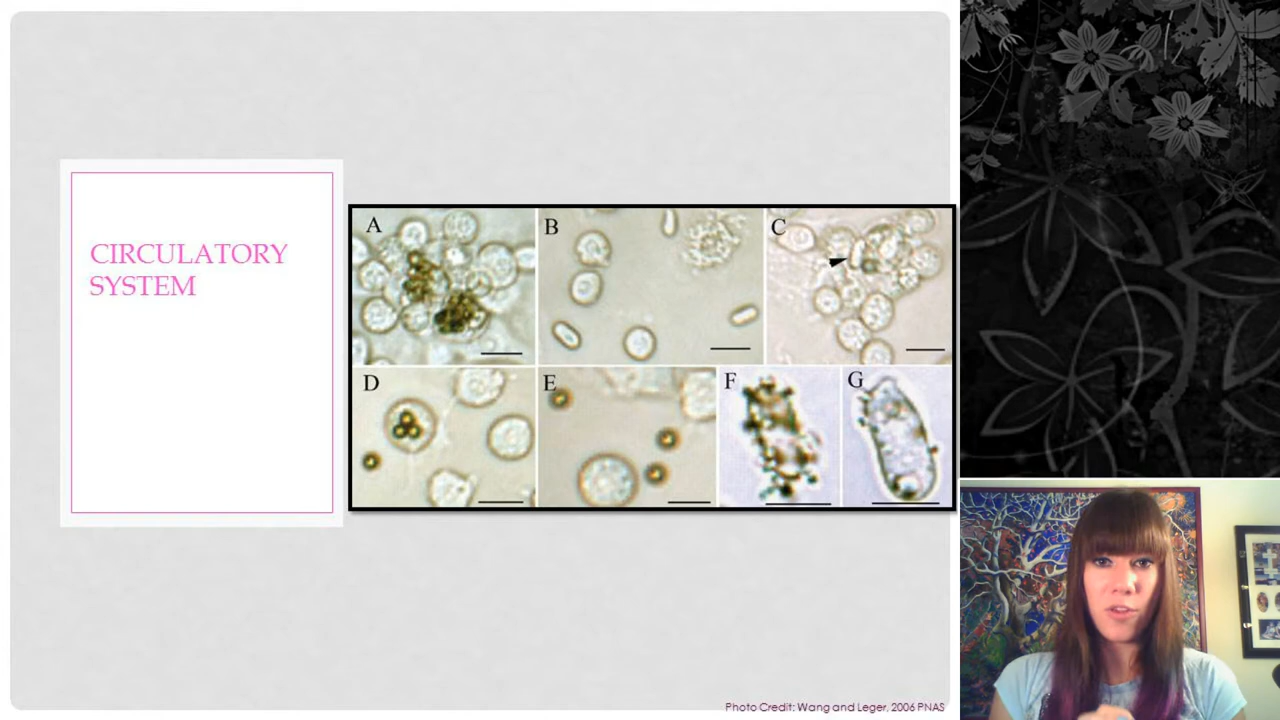 CIRCULATORY
SYSTEM
A
B
C
D
E
F
G
Photo Credit: Wang and Leger, 2006 PNAS